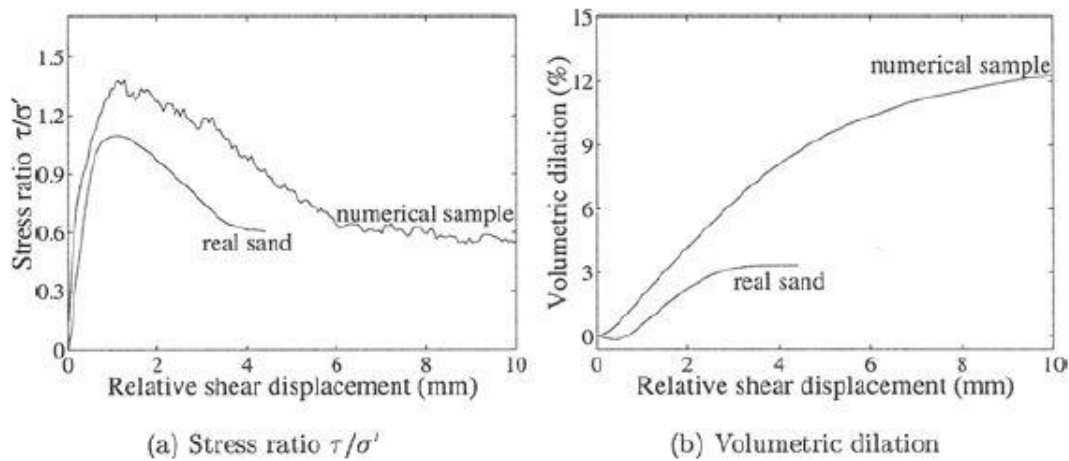 1.5
1.2
0.9
0.6
0.3
0
Stress ratio τ/σ'
numerical sample
real sand
0 2 4 6 8 10
Relative shear displacement (mm)
(a) Stress ratio τ/σ'
15
12
9
6
3
0
Volumetric dilation (%)
numerical sample
real sand
0 2 4 6 8 10
Relative shear displacement (mm)
(b) Volumetric dilation